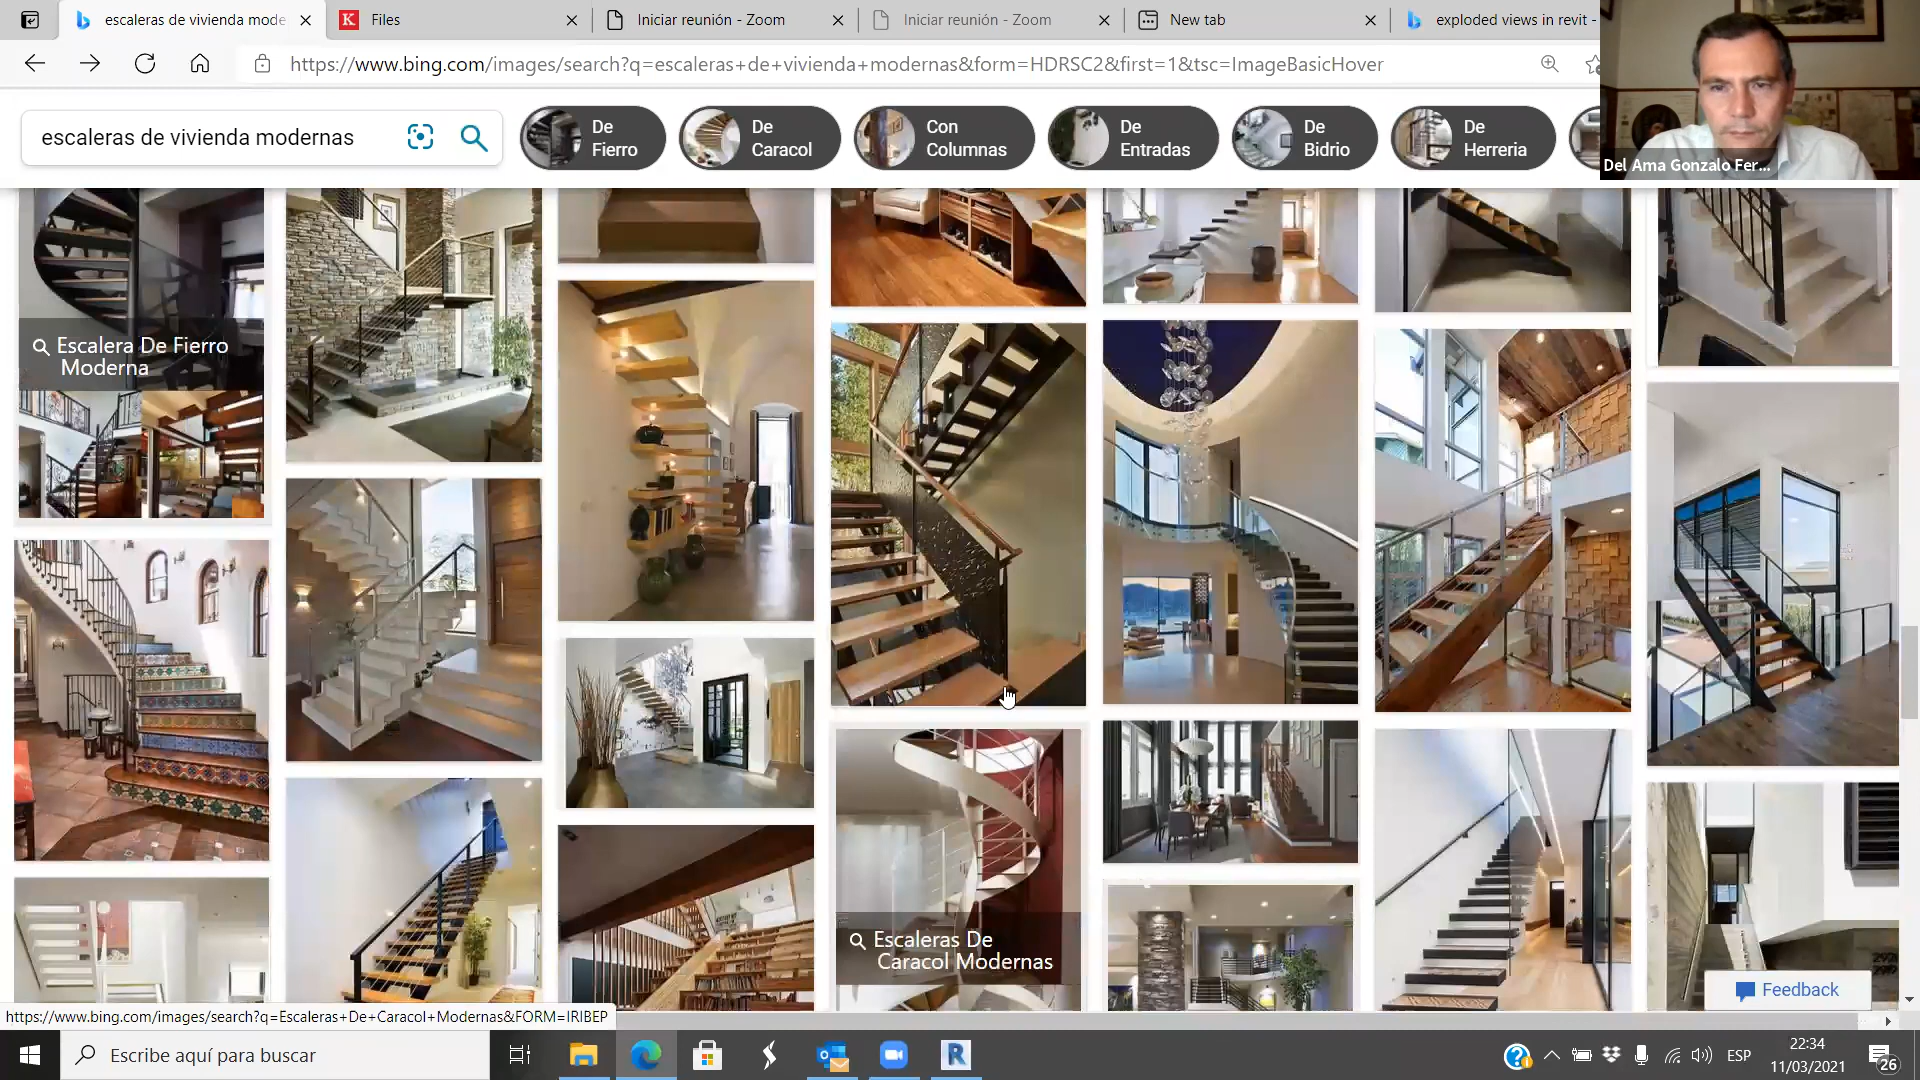 escaleras de vivienda mode
Files
Iniciar reunión - Zoom
Iniciar reunión - Zoom
New tab
exploded views in revit -
https://www.bing.com/images/search?q=escaleras+de+vivienda+modernas&form=HDRSC2&first=1&tsc=ImageBasicHover
escaleras de vivienda modernas
De
Fierro
De
Caracol
Con
Columnas
De
Entradas
De
Bidrio
De
Herreria
Del Ama Gonzalo Fer...
Escalera De Fierro
Moderna
Escaleras De
Caracol Modernas
Feedback
https://www.bing.com/images/search?q=Escaleras+De+Caracol+Modernas&FORM=IRIBEP
Escribe aquí para buscar
ESP
22:34
11/03/2021
26